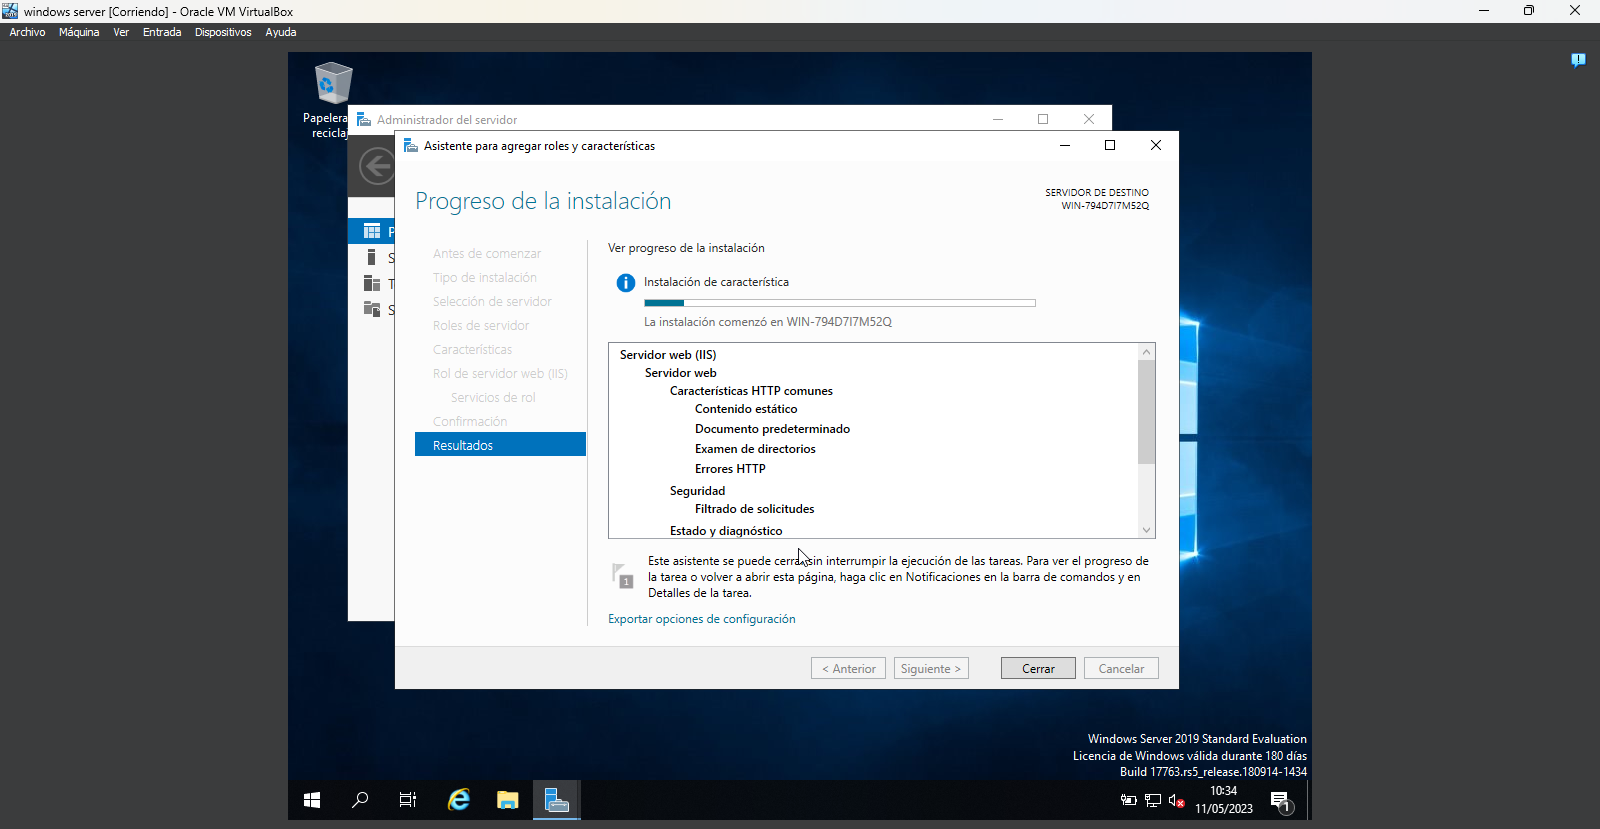 windows server [Corriendo] - Oracle VM VirtualBox
Archivo Máquina Ver Entrada Dispositivos Ayuda
Papelera
recicla
Administrador del servidor
Asistente para agregar roles y características
Progreso de la instalación
SERVIDOR DE DESTINO
WIN-794D7I7M52Q
P
S
T
S
Antes de comenzar
Tipo de instalación
Selección de servidor
Roles de servidor
Características
Rol de servidor web (IIS)
Servicios de rol
Confirmación
Resultados
Ver progreso de la instalación
Instalación de característica
La instalación comenzó en WIN-794D7I7M52Q
Servidor web (IIS)
Servidor web
Características HTTP comunes
Contenido estático
Documento predeterminado
Examen de directorios
Errores HTTP
Seguridad
Filtrado de solicitudes
Estado y diagnóstico
1
Este asistente se puede cerrar sin interrumpir la ejecución de las tareas. Para ver el progreso de
la tarea o volver a abrir esta página, haga clic en Notificaciones en la barra de comandos y en
Detalles de la tarea.
Exportar opciones de configuración
< Anterior Siguiente > Cerrar Cancelar
Windows Server 2019 Standard Evaluation
Licencia de Windows válida durante 180 días
Build 17763.rs5_release.180914-1434
10:34
11/05/2023
1